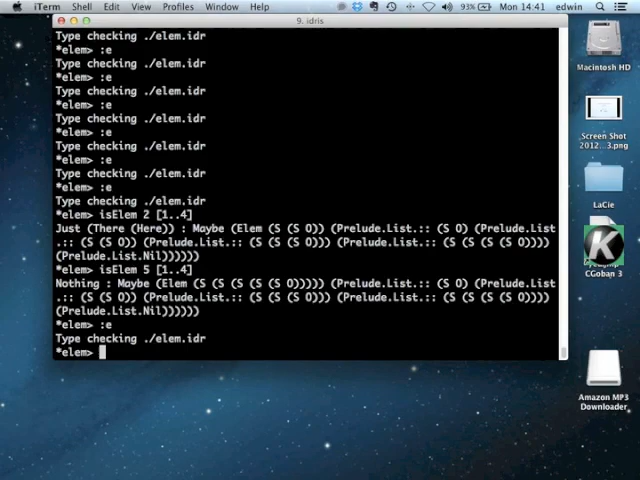 iTerm Shell Edit View Profiles Window Help 93% Mon 14:41 edwin
9. idris
Type checking ./elem.idr
*elem> :e
Type checking ./elem.idr
*elem> :e
Type checking ./elem.idr
*elem> :e
Type checking ./elem.idr
*elem> :e
Type checking ./elem.idr
*elem> :e
Type checking ./elem.idr
*elem> :e
Type checking ./elem.idr
*elem> isElem 2 [1..4]
Just (There (Here)) : Maybe (Elem (S (S O)) (Prelude.List.:: (S O) (Prelude.List
.:: (S (S O)) (Prelude.List.:: (S (S (S O))) (Prelude.List.:: (S (S (S (S O))))
(Prelude.List.Nil))))))
*elem> isElem 5 [1..4]
Nothing : Maybe (Elem (S (S (S (S (S O))))) (Prelude.List.:: (S O) (Prelude.List
.:: (S (S O)) (Prelude.List.:: (S (S (S O))) (Prelude.List.:: (S (S (S (S O))))
(Prelude.List.Nil))))))
*elem> :e
Type checking ./elem.idr
*elem>
Macintosh HD
Screen Shot
2012...3.png
LaCie
K
CGoban 3
Amazon MP3
Downloader